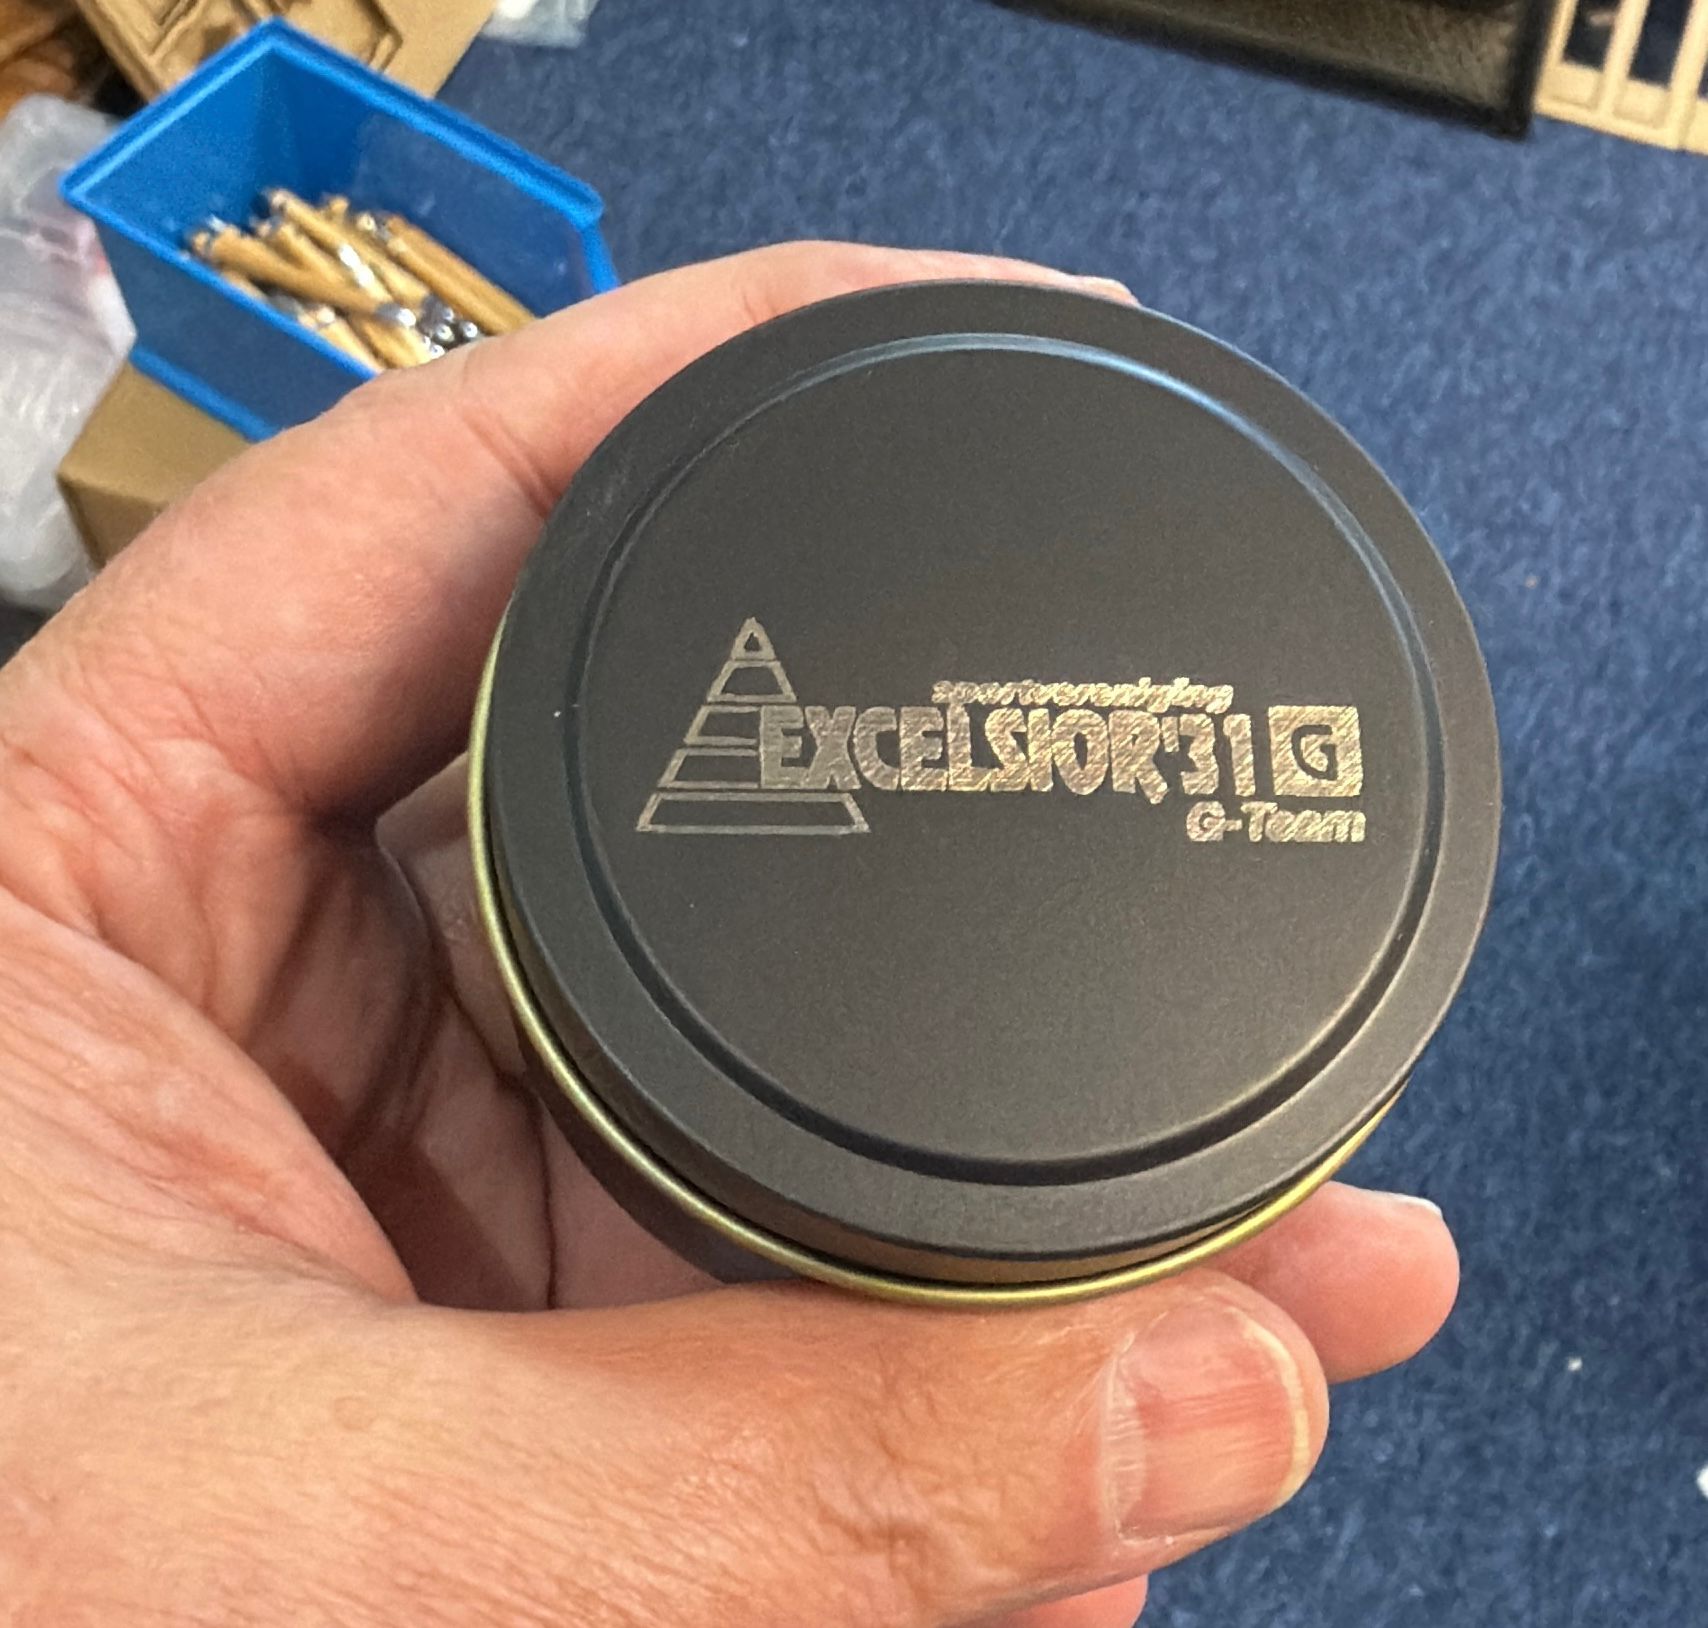 sportvereniging
EXCELSIOR'31 G
G-Team